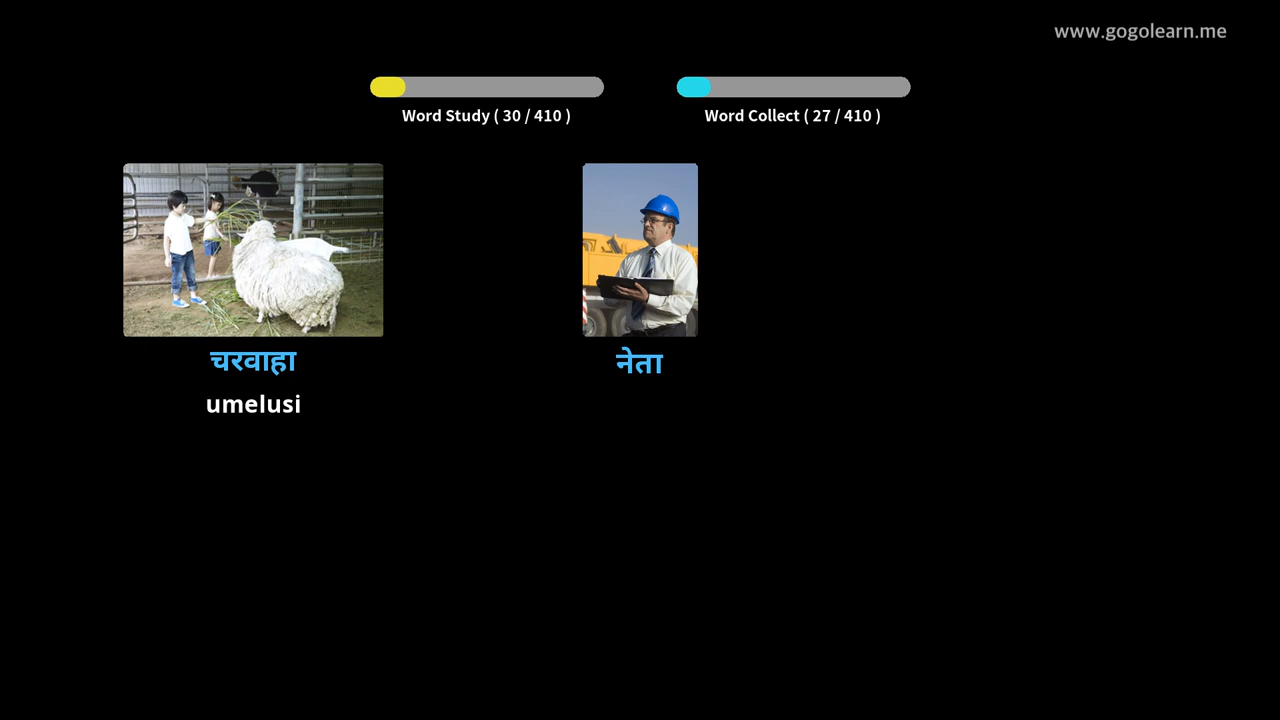 www.gogolearn.me
Word Study ( 30 / 410 )
Word Collect ( 27 / 410 )
चरवाहा
umelusi
नेता